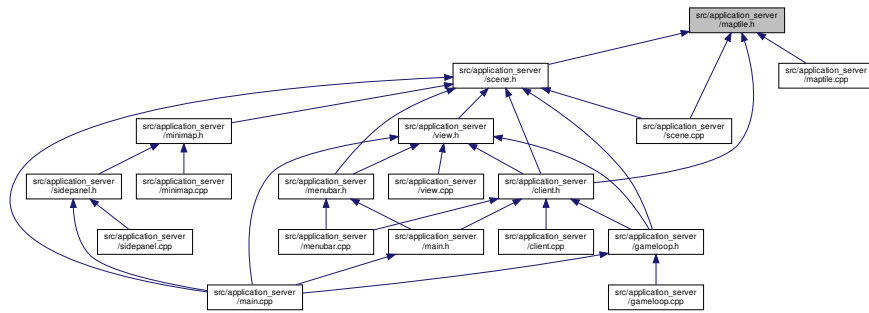 src/application_server
/maptile.h
src/application_server
/scene.h
src/application_server
/maptile.cpp
src/application_server
/minimap.h
src/application_server
/view.h
src/application_server
/scene.cpp
src/application_server
/sidepanel.h
src/application_server
/minimap.cpp
src/application_server
/menubar.h
src/application_server
/view.cpp
src/application_server
/client.h
src/application_server
/sidepanel.cpp
src/application_server
/menubar.cpp
src/application_server
/main.h
src/application_server
/client.cpp
src/application_server
/gameloop.h
src/application_server
/main.cpp
src/application_server
/gameloop.cpp